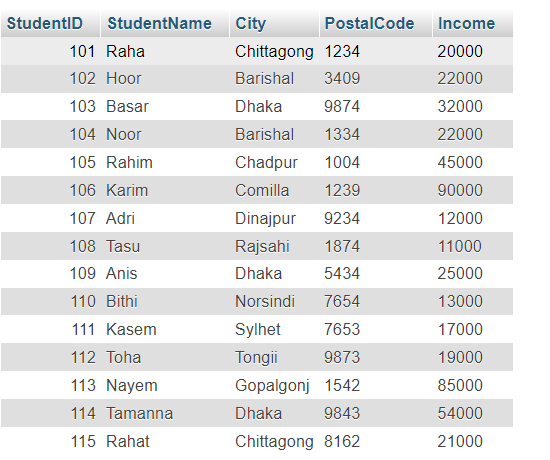 StudentID StudentName City PostalCode Income
101 Raha Chittagong 1234 20000
102 Hoor Barishal 3409 22000
103 Basar Dhaka 9874 32000
104 Noor Barishal 1334 22000
105 Rahim Chadpur 1004 45000
106 Karim Comilla 1239 90000
107 Adri Dinajpur 9234 12000
108 Tasu Rajsahi 1874 11000
109 Anis Dhaka 5434 25000
110 Bithi Norsindi 7654 13000
111 Kasem Sylhet 7653 17000
112 Toha Tongii 9873 19000
113 Nayem Gopalgonj 1542 85000
114 Tamanna Dhaka 9843 54000
115 Rahat Chittagong 8162 21000